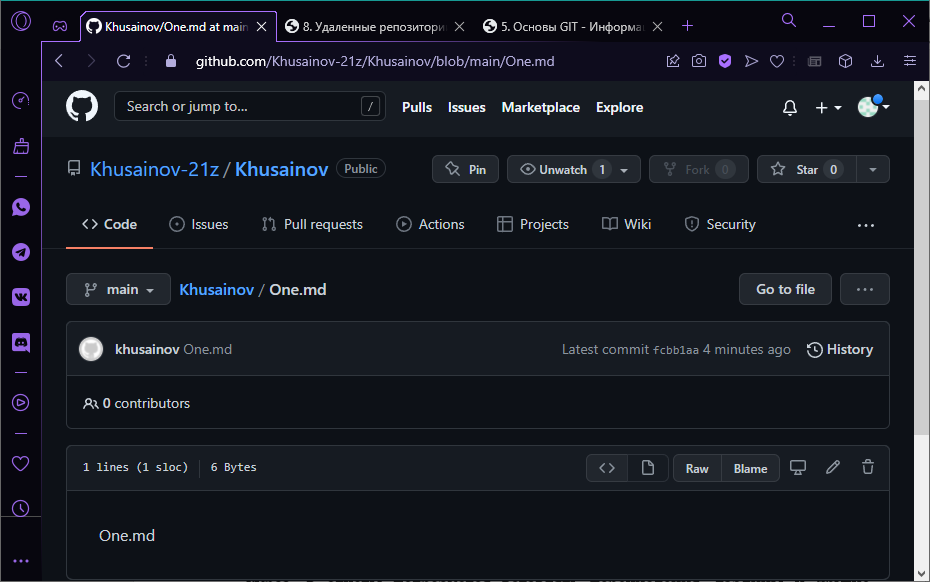 Khusainov/One.md at main
8. Удаленные репозитори
5. Основы GIT - Информа
github.com/Khusainov-21z/Khusainov/blob/main/One.md
Search or jump to...
/
Pulls
Issues
Marketplace
Explore
Khusainov-21z / Khusainov
Public
Pin
Unwatch 1
Fork 0
Star 0
Code
Issues
Pull requests
Actions
Projects
Wiki
Security
main
Khusainov / One.md
Go to file
khusainov One.md
Latest commit fcbb1aa 4 minutes ago
History
0 contributors
1 lines (1 sloc)
6 Bytes
Raw
Blame
One.md